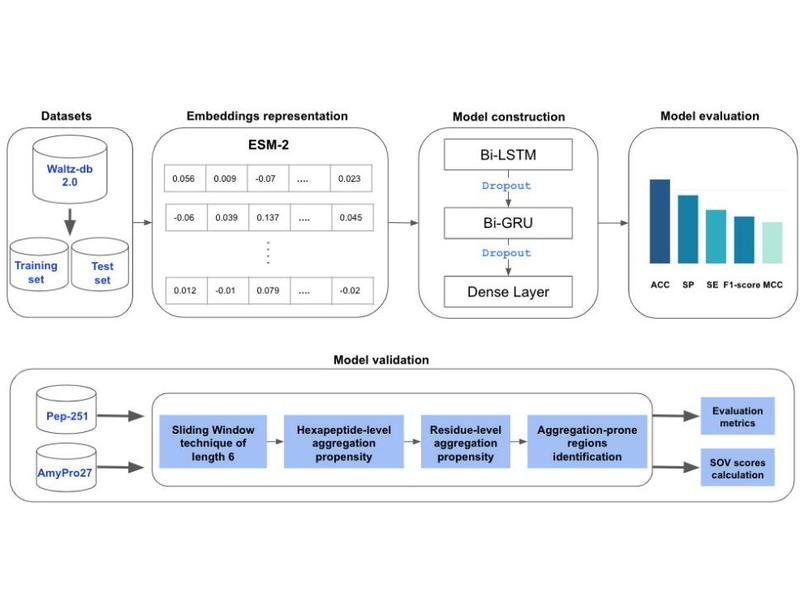 Datasets
Embeddings representation
Model construction
Model evaluation
Waltz-db
2.0
Training
set
Test
set
ESM-2
0.056 0.009 -0.07 .... 0.023
-0.06 0.039 0.137 .... 0.045
0.012 -0.01 0.079 .... -0.02
Bi-LSTM
Dropout
Bi-GRU
Dropout
Dense Layer
ACC SP SE F1-score MCC
Model validation
Pep-251
AmyPro27
Sliding Window
technique of
length 6
Hexapeptide-level
aggregation
propensity
Residue-level
aggregation
propensity
Aggregation-prone
regions
identification
Evaluation
metrics
SOV scores
calculation